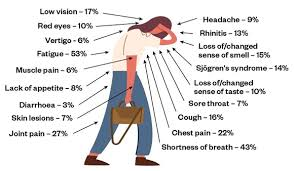 Low vision – 17%
Red eyes – 10%
Vertigo – 6%
Fatigue – 53%
Muscle pain – 6%
Lack of appetite – 8%
Diarrhoea – 3%
Skin lesions – 7%
Joint pain – 27%
Headache – 9%
Rhinitis – 13%
Loss of/changed
sense of smell – 15%
Sjögren's syndrome – 14%
Loss of/changed
sense of taste – 10%
Sore throat – 7%
Cough – 16%
Chest pain – 22%
Shortness of breath – 43%